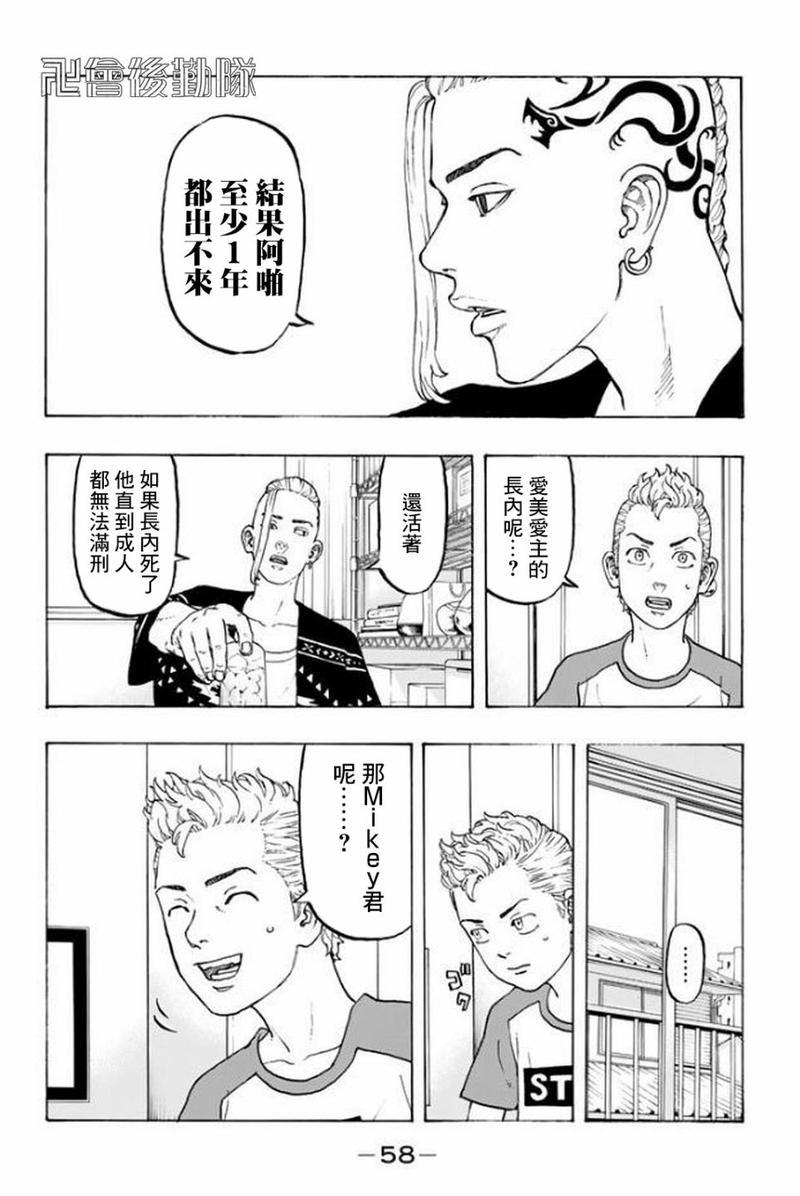 卍會後勤隊
結果阿啪
至少1年
都出不來
愛美愛主的
長內呢…?
還活著
如果長內死了
他直到成人
都無法滿刑
……
ゴク
ST
那Mikey君
呢……?
—58—